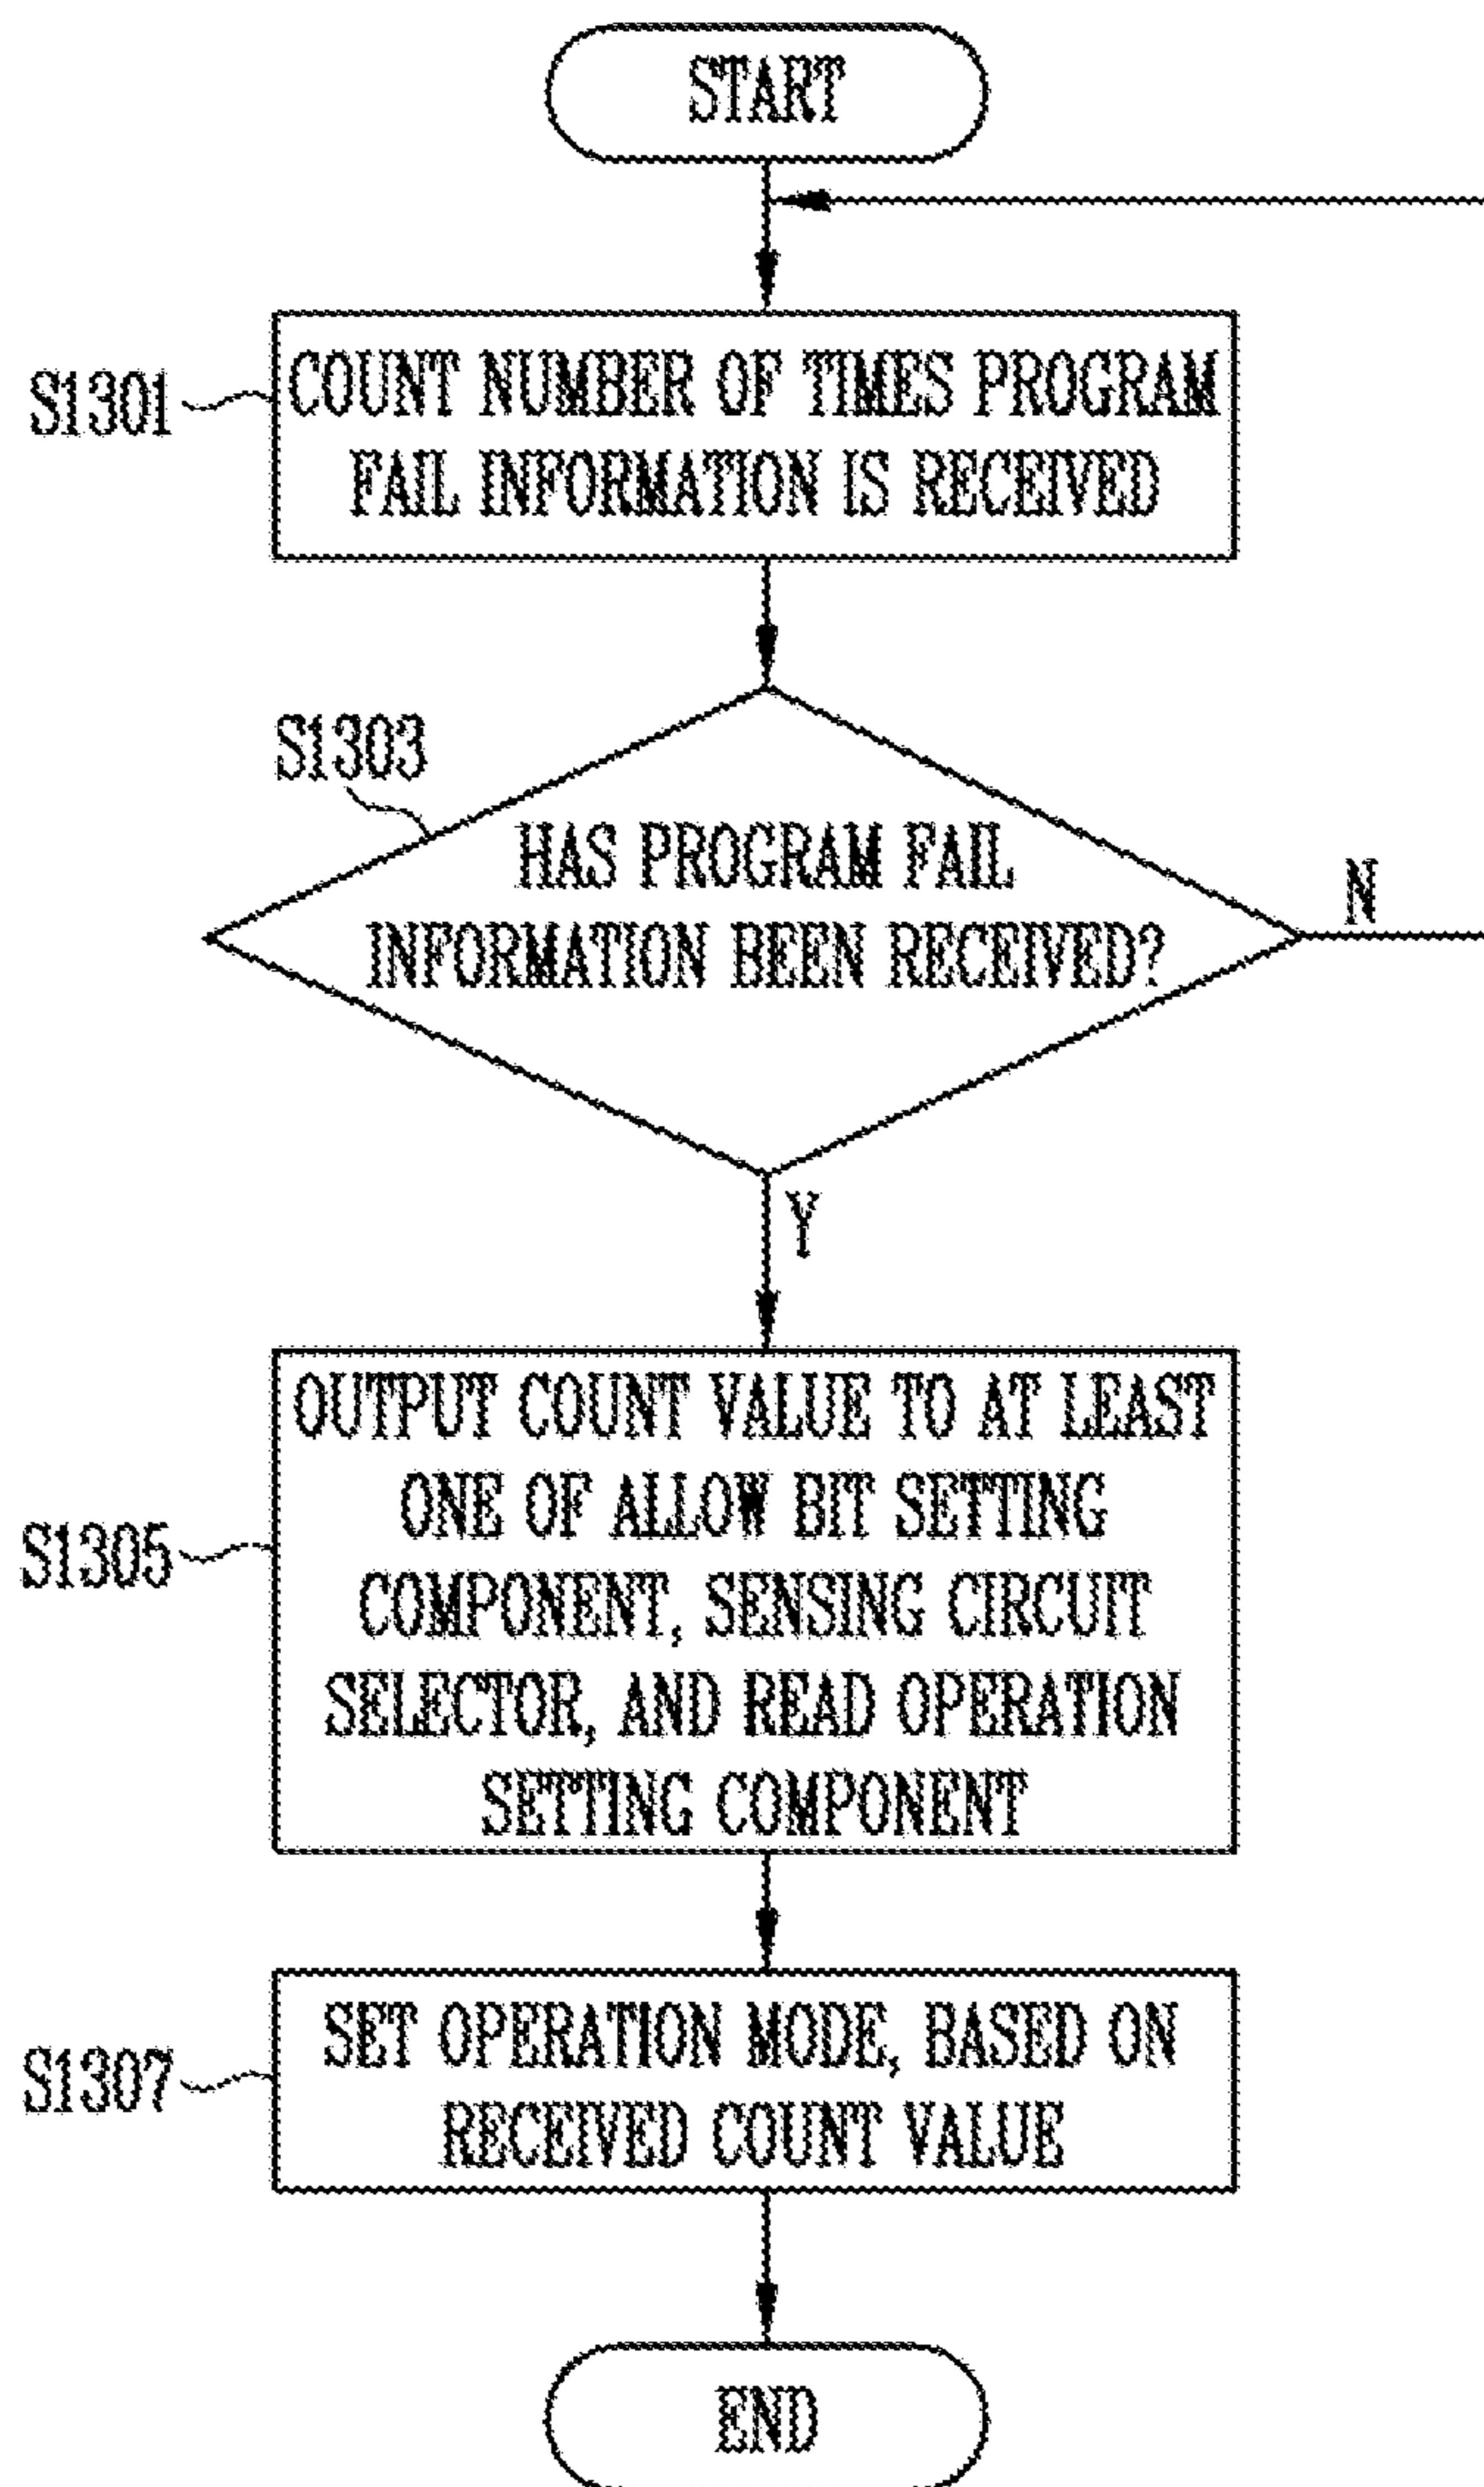 START
S1301
COUNT NUMBER OF TIMES PROGRAM
FAIL INFORMATION IS RECEIVED
S1303
HAS PROGRAM FAIL
INFORMATION BEEN RECEIVED?
N
Y
S1305
OUTPUT COUNT VALUE TO AT LEAST
ONE OF ALLOW BIT SETTING
COMPONENT, SENSING CIRCUIT
SELECTOR, AND READ OPERATION
SETTING COMPONENT
S1307
SET OPERATION MODE, BASED ON
RECEIVED COUNT VALUE
END